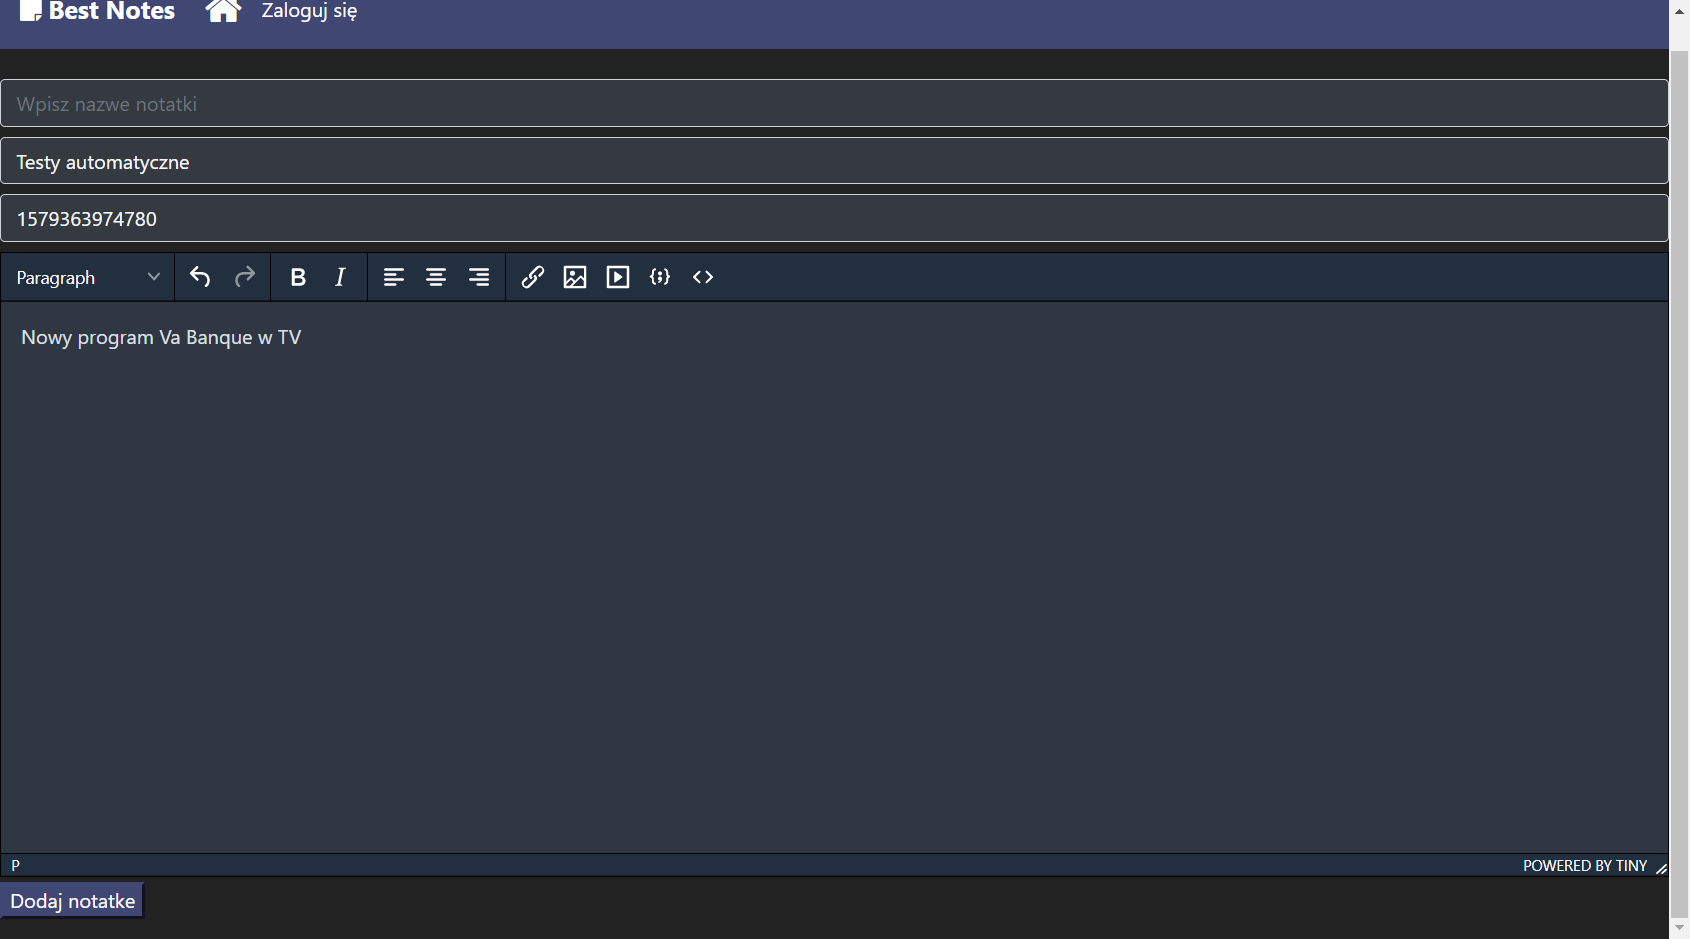 Best Notes Zaloguj się
Wpisz nazwe notatki
Testy automatyczne
1579363974780
Paragraph B I
Nowy program Va Banque w TV
P POWERED BY TINY
Dodaj notatke